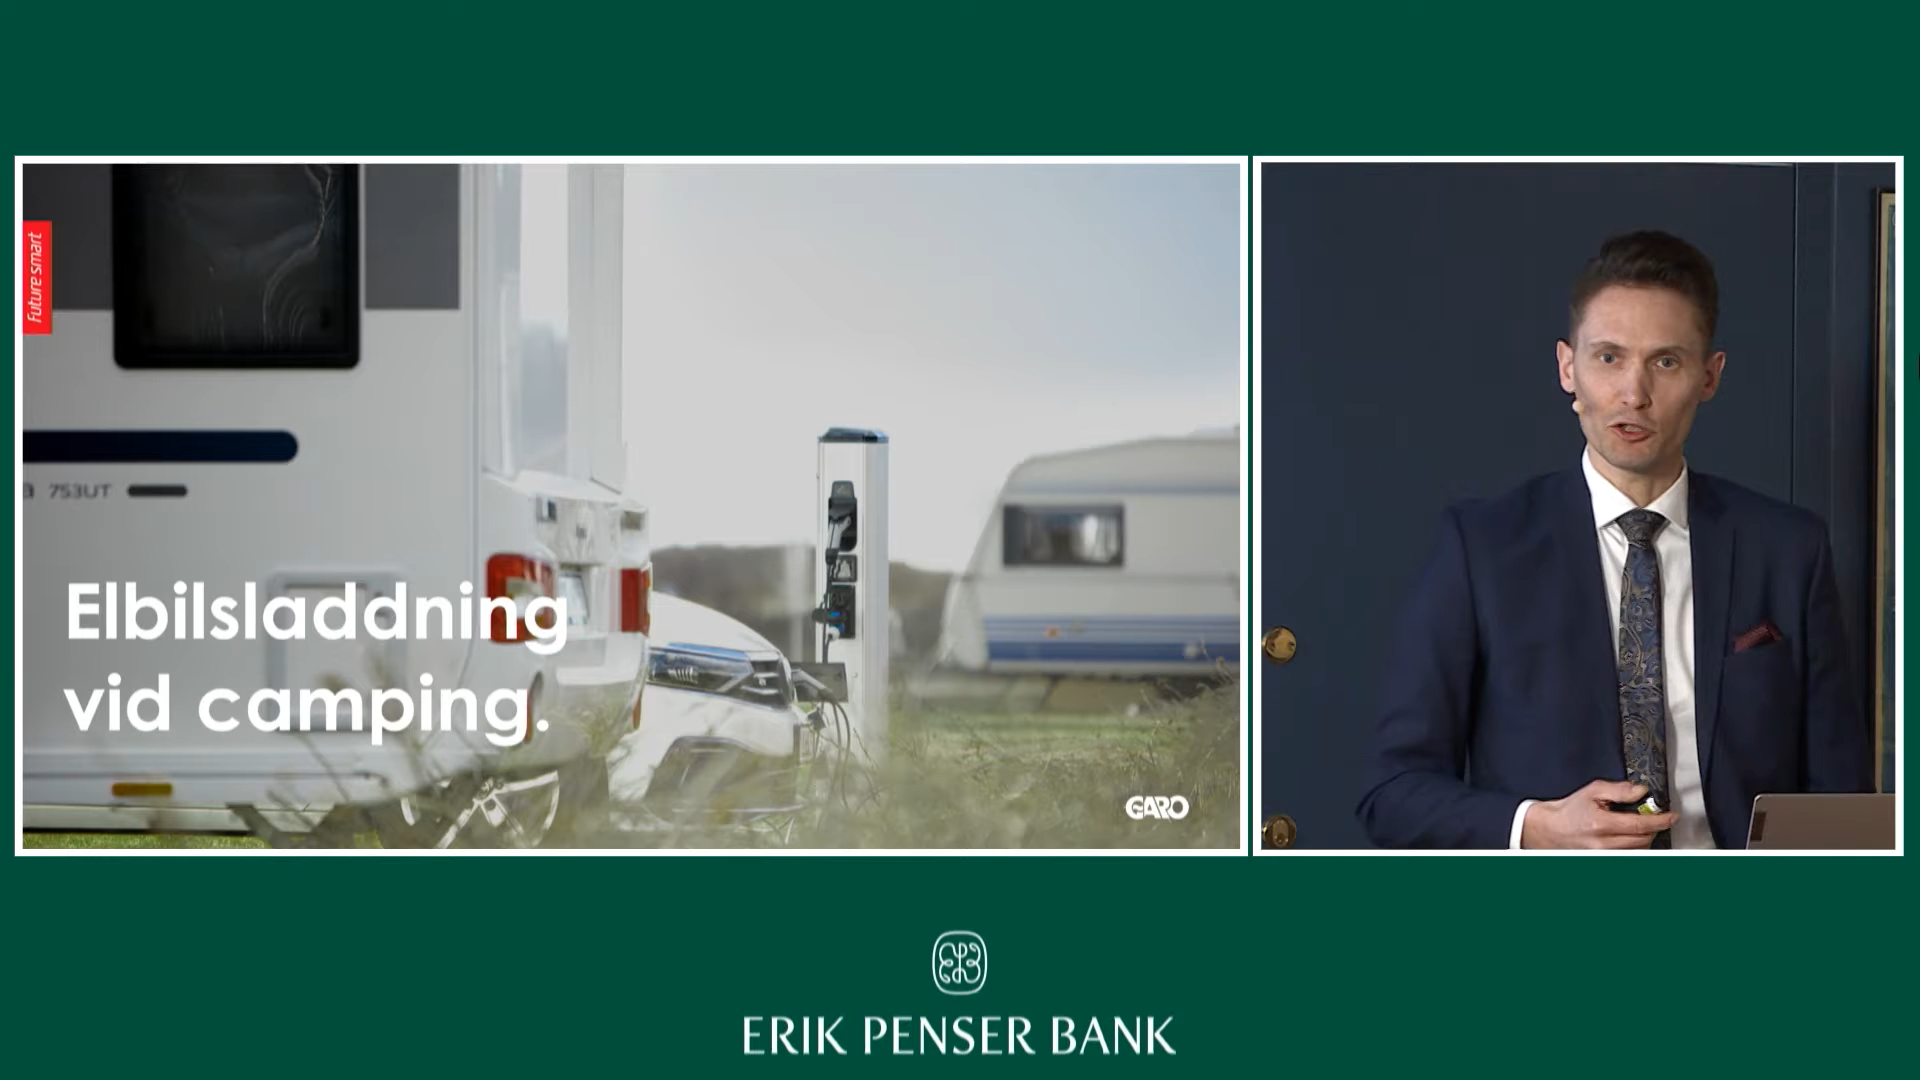 Future smart
753UT
Elbilsladdning
vid camping.
GARO
ERIK PENSER BANK